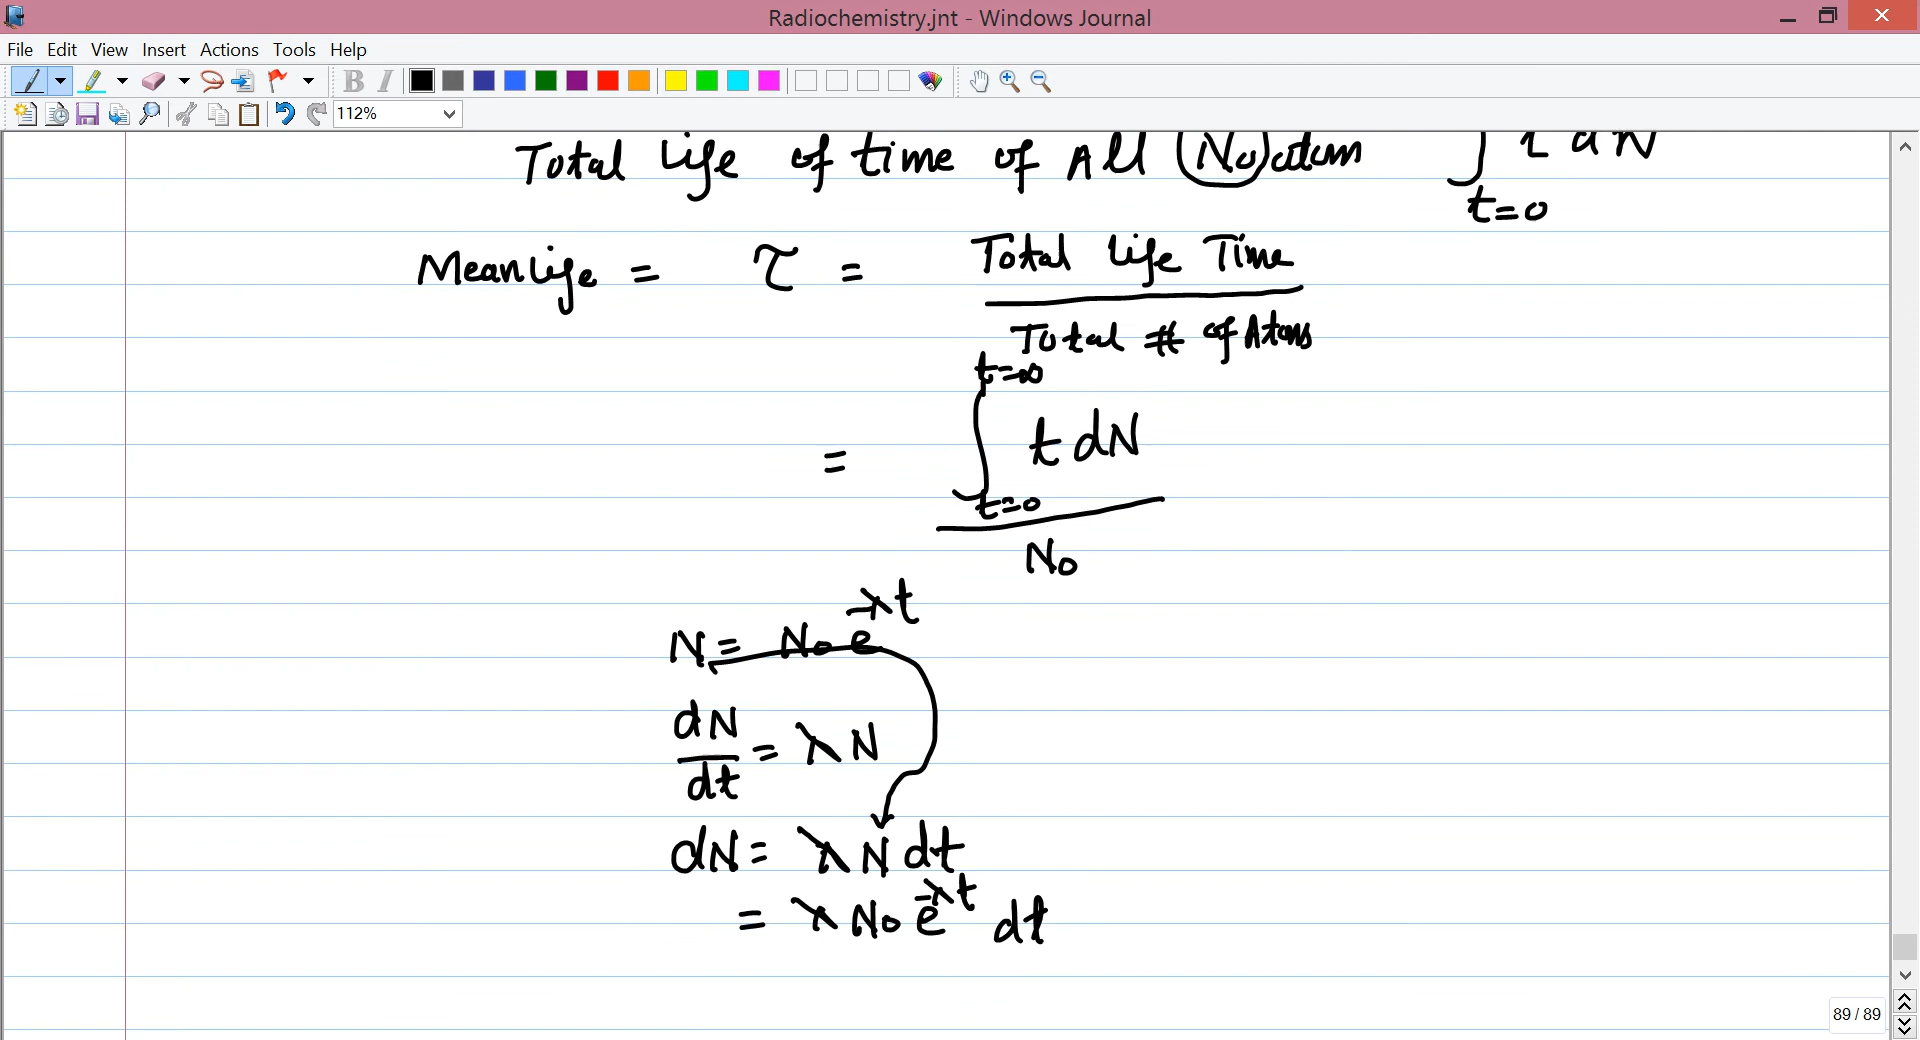 Radiochemistry.jnt - Windows Journal
File Edit View Insert Actions Tools Help
B I
112%
Total Life of time of All (No) atom ∫ t dN
t=0
Mean Life = τ = Total Life Time
Total # of Atoms
t=∞
= ∫ t dN
t=0
No
N = No e^-λt
dN
dt = λN
dN = λ N dt
= λ No e^-λt dt
89 / 89